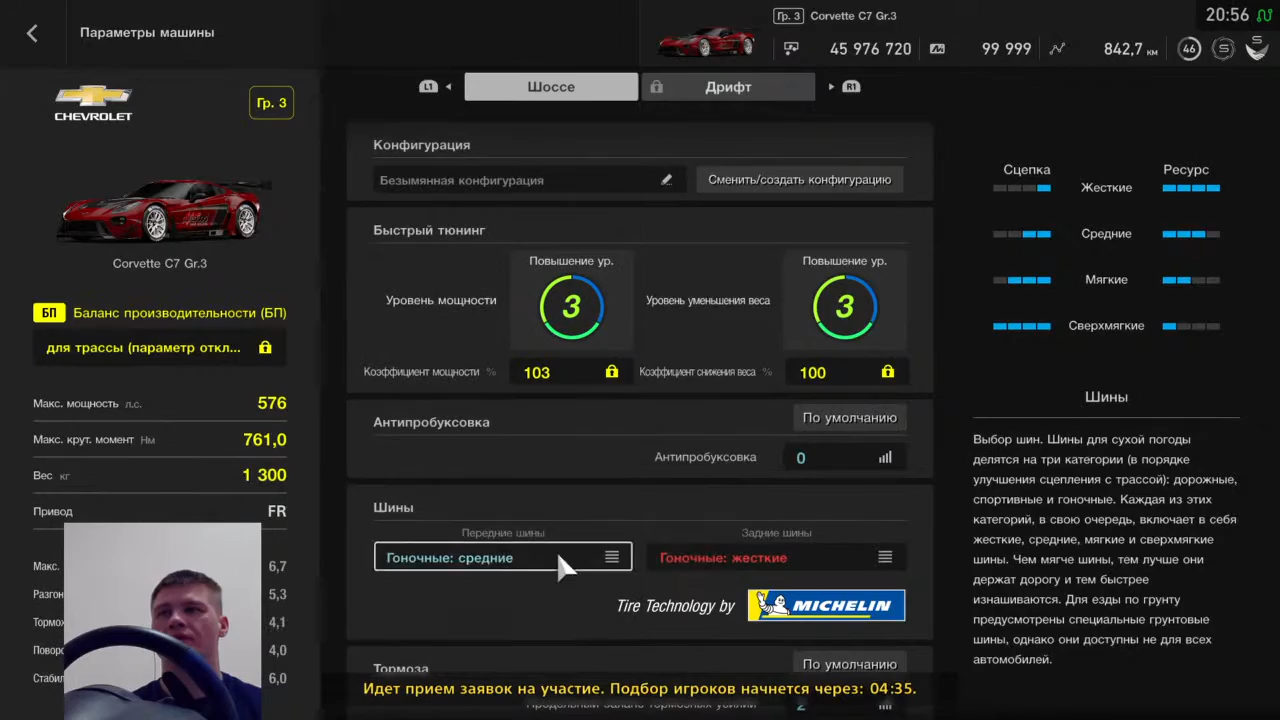 Параметры машины
Гр. 3 Corvette C7 Gr.3
20:56
45 976 720
99 999
842,7 км
46
S
S
CHEVROLET
Гр. 3
L1
Шоссе
Дрифт
R1
Corvette C7 Gr.3
БП Баланс производительности (БП)
для трассы (параметр откл...
Макс. мощность л.с. 576
Макс. крут. момент Нм 761,0
Вес кг 1 300
Привод FR
Макс. 6,7
Разгон 5,3
Тормо 4,1
Повор 4,0
Стабил 6,0
Конфигурация
Безымянная конфигурация
Сменить/создать конфигурацию
Быстрый тюнинг
Уровень мощности
Повышение ур.
3
Уровень уменьшения веса
Повышение ур.
3
Коэффициент мощности % 103
Коэффициент снижения веса % 100
Антипробуксовка
По умолчанию
Антипробуксовка 0
Шины
Передние шины
Задние шины
Гоночные: средние
Гоночные: жесткие
Tire Technology by MICHELIN
Тормоза
По умолчанию
Идет прием заявок на участие. Подбор игроков начнется через: 04:35.
Сцепка
Ресурс
Жесткие
Средние
Мягкие
Сверхмягкие
Шины
Выбор шин. Шины для сухой погоды
делятся на три категории (в порядке
улучшения сцепления с трассой): дорожные,
спортивные и гоночные. Каждая из этих
категорий, в свою очередь, включает в себя
жесткие, средние, мягкие и сверхмягкие
шины. Чем мягче шины, тем лучше они
держат дорогу и тем быстрее
изнашиваются. Для езды по грунту
предусмотрены специальные грунтовые
шины, однако они доступны не для всех
автомобилей.